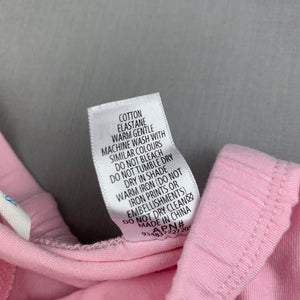 COTTON
ELASTANE
WARM GENTLE
MACHINE WASH WITH
SIMILAR COLOURS
DO NOT BLEACH
DO NOT TUMBLE DRY
DRY IN SHADE
WARM IRON (DO NOT
IRON PRINTS /
EMBELLISHMENTS)
DO NOT DRY CLEAN
MADE IN CHINA